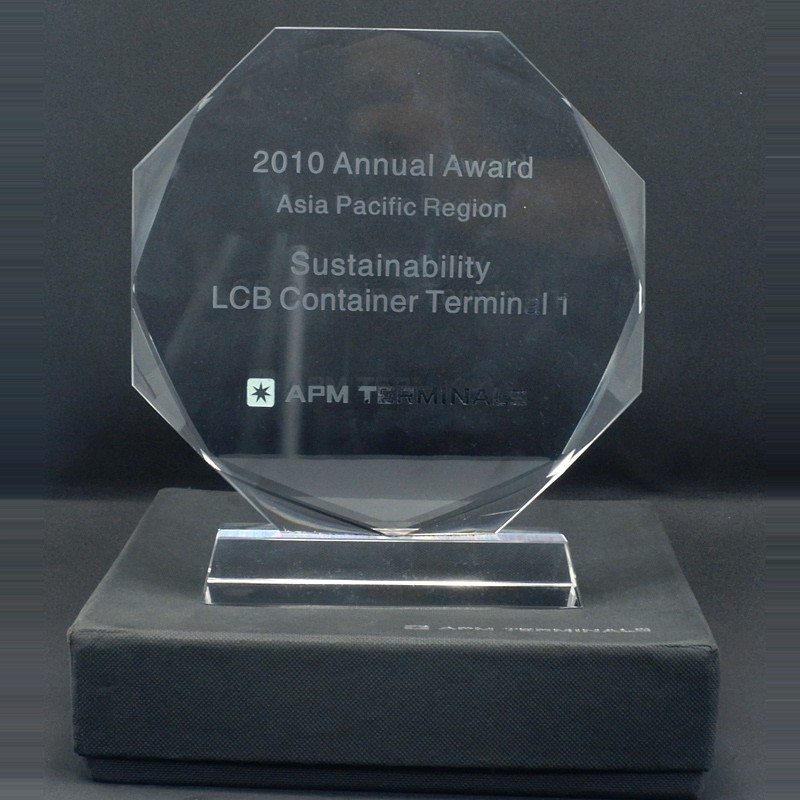 2010 Annual Award
Asia Pacific Region
Sustainability
LCB Container Terminal 1
APM TERMINALS
APM TERMINALS